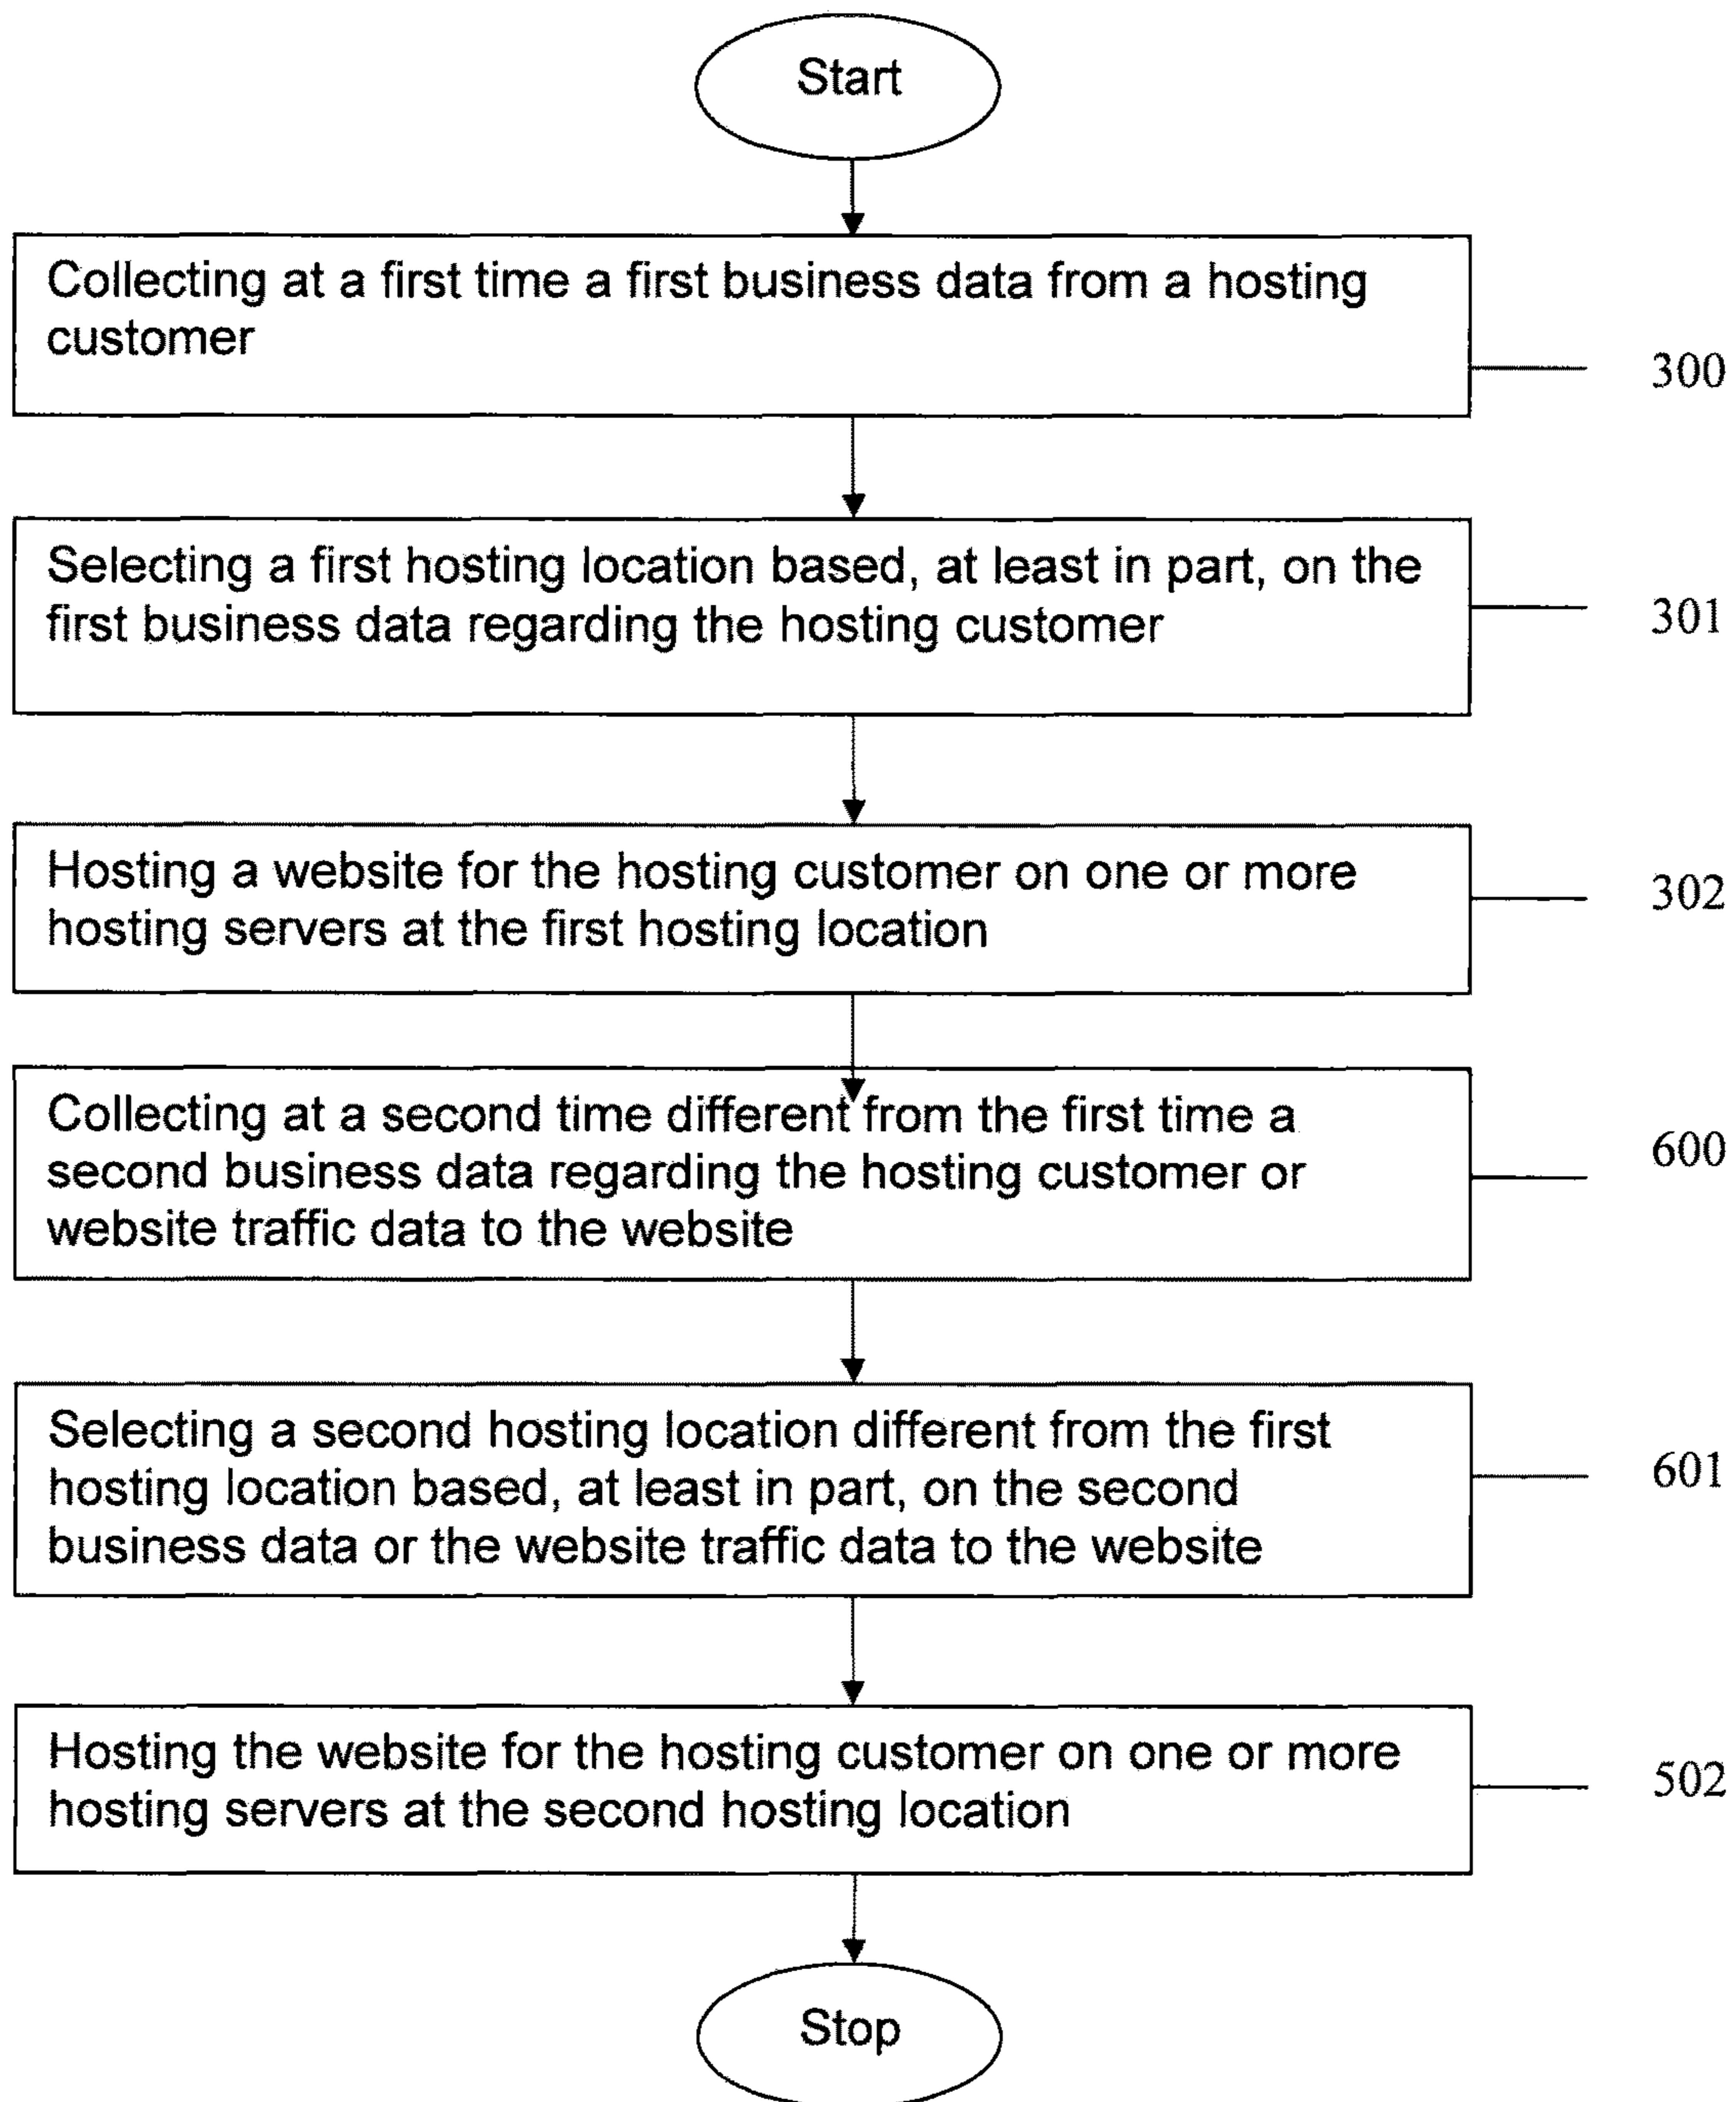 Start
Collecting at a first time a first business data from a hosting
customer
300
Selecting a first hosting location based, at least in part, on the
first business data regarding the hosting customer
301
Hosting a website for the hosting customer on one or more
hosting servers at the first hosting location
302
Collecting at a second time different from the first time a
second business data regarding the hosting customer or
website traffic data to the website
600
Selecting a second hosting location different from the first
hosting location based, at least in part, on the second
business data or the website traffic data to the website
601
Hosting the website for the hosting customer on one or more
hosting servers at the second hosting location
502
Stop